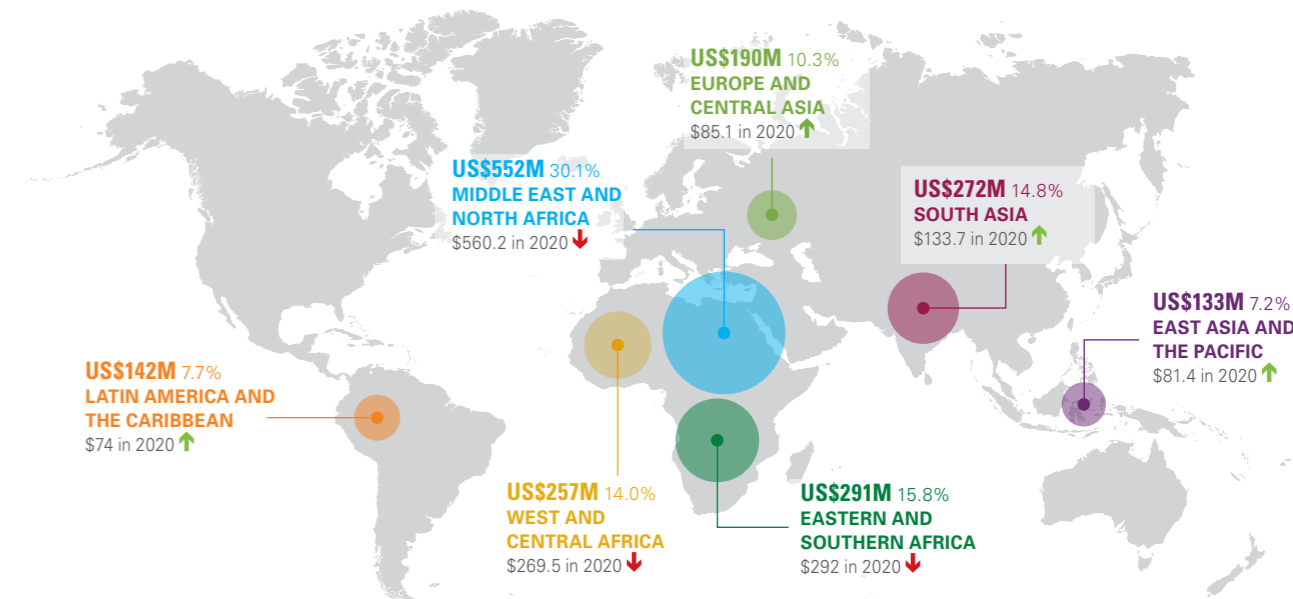 US$190M 10.3%
EUROPE AND
CENTRAL ASIA
$85.1 in 2020
US$552M 30.1%
MIDDLE EAST AND
NORTH AFRICA
$560.2 in 2020
US$272M 14.8%
SOUTH ASIA
$133.7 in 2020
US$133M 7.2%
EAST ASIA AND
THE PACIFIC
$81.4 in 2020
US$142M 7.7%
LATIN AMERICA AND
THE CARIBBEAN
$74 in 2020
US$257M 14.0%
WEST AND
CENTRAL AFRICA
$269.5 in 2020
US$291M 15.8%
EASTERN AND
SOUTHERN AFRICA
$292 in 2020